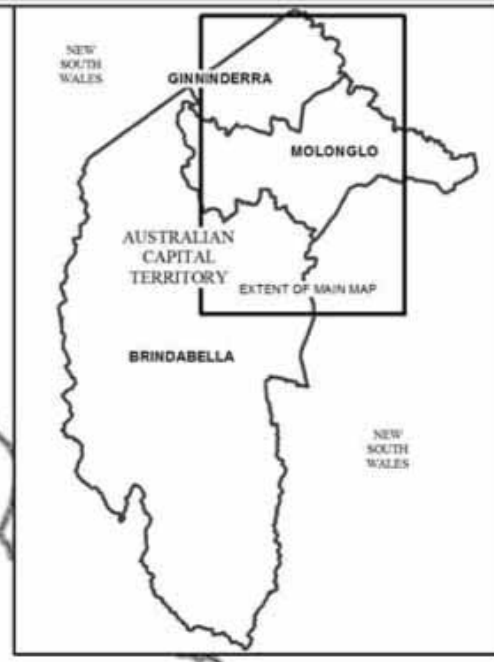 NEW
SOUTH
WALES
GINNINDERRA
MOLONGLO
AUSTRALIAN
CAPITAL
TERRITORY
EXTENT OF MAIN MAP
BRINDABELLA
NEW
SOUTH
WALES